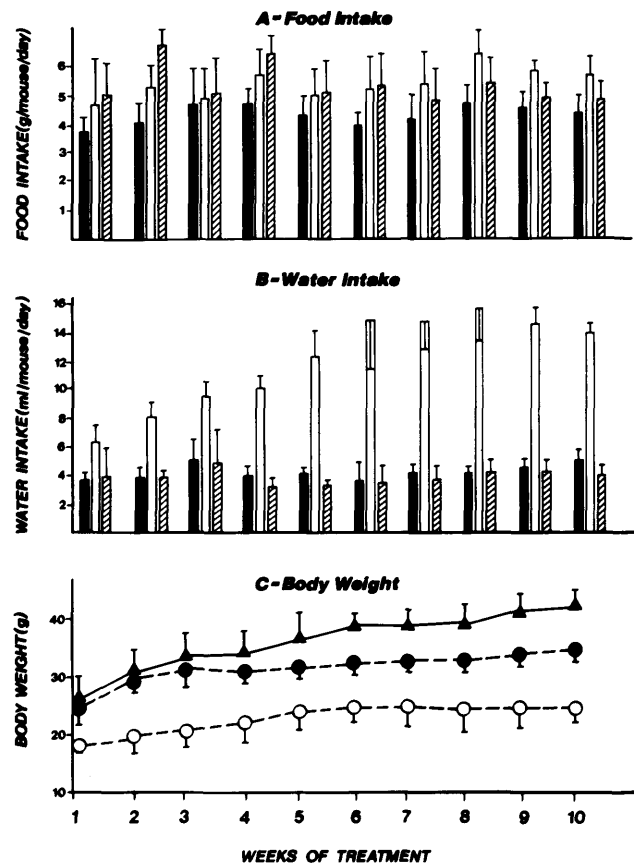 A-Food Intake
FOOD INTAKE(g/mouse/day)
6
5
4
3
2
1
B-Water Intake
WATER INTAKE(ml/mouse/day)
16
14
12
10
8
6
4
2
C-Body Weight
BODY WEIGHT(g)
40
30
20
10
1 2 3 4 5 6 7 8 9 10
WEEKS OF TREATMENT